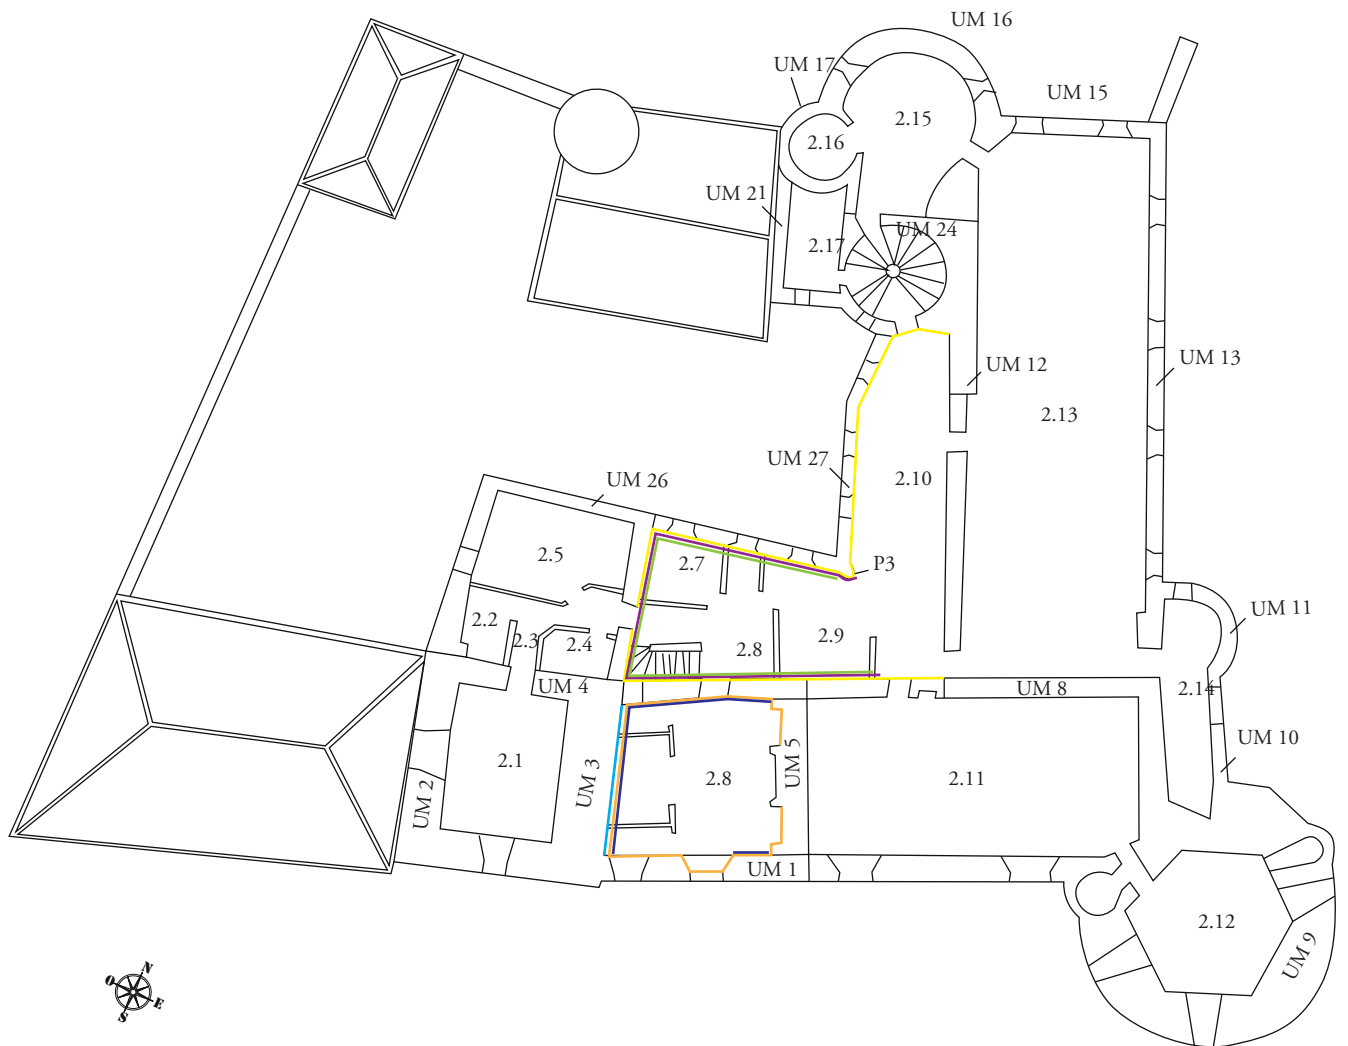 UM 16
UM 17
UM 15
2.15
2.16
UM 21
UM 24
2.17
UM 12
UM 13
2.13
UM 27
2.10
UM 26
2.5
2.7
P3
UM 11
2.2
2.3
2.4
2.8
2.9
UM 4
UM 8
2.14
UM 10
2.1
UM 2
UM 3
2.8
UM 5
2.11
UM 1
2.12
UM 9
N
O
E
S